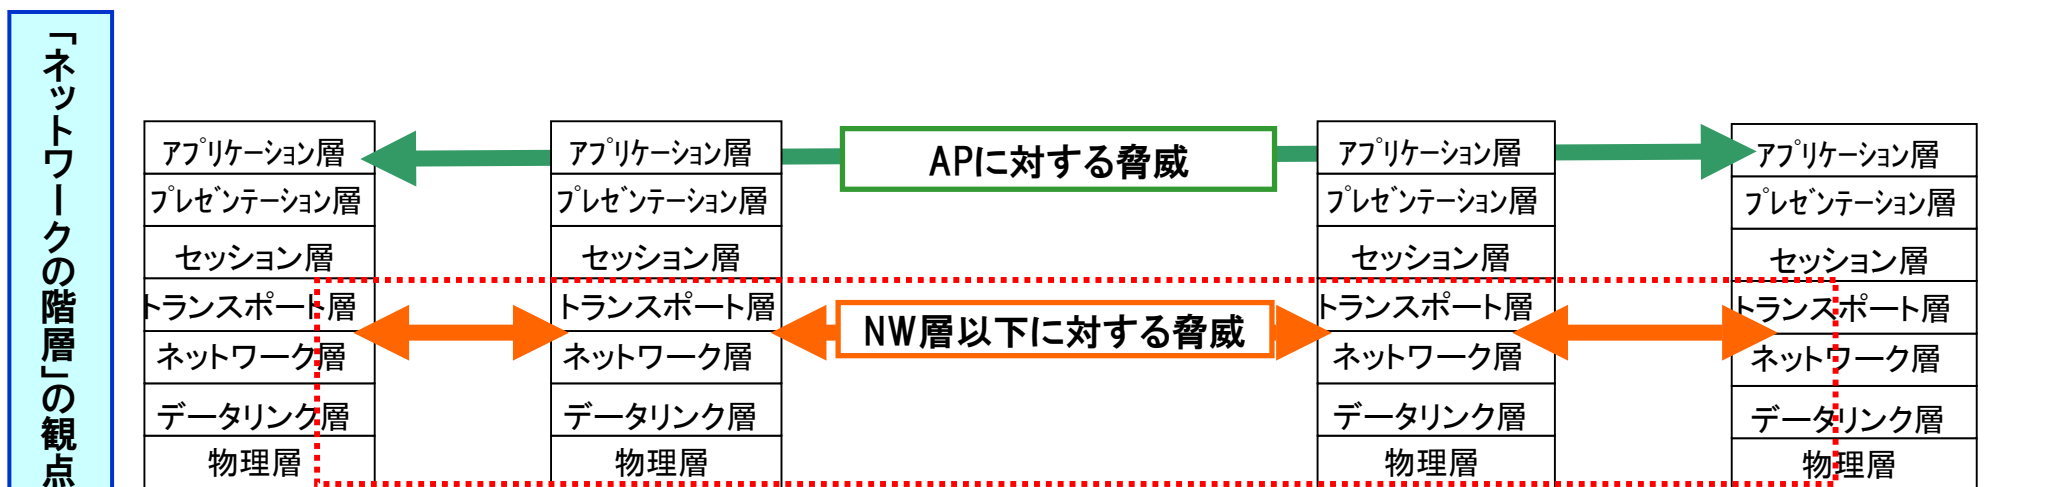 「ネットワークの階層」の観点
アプリケーション層
プレゼンテーション層
セッション層
トランスポート層
ネットワーク層
データリンク層
物理層
アプリケーション層
プレゼンテーション層
セッション層
トランスポート層
ネットワーク層
データリンク層
物理層
APに対する脅威
NW層以下に対する脅威
アプリケーション層
プレゼンテーション層
セッション層
トランスポート層
ネットワーク層
データリンク層
物理層
アプリケーション層
プレゼンテーション層
セッション層
トランスポート層
ネットワーク層
データリンク層
物理層